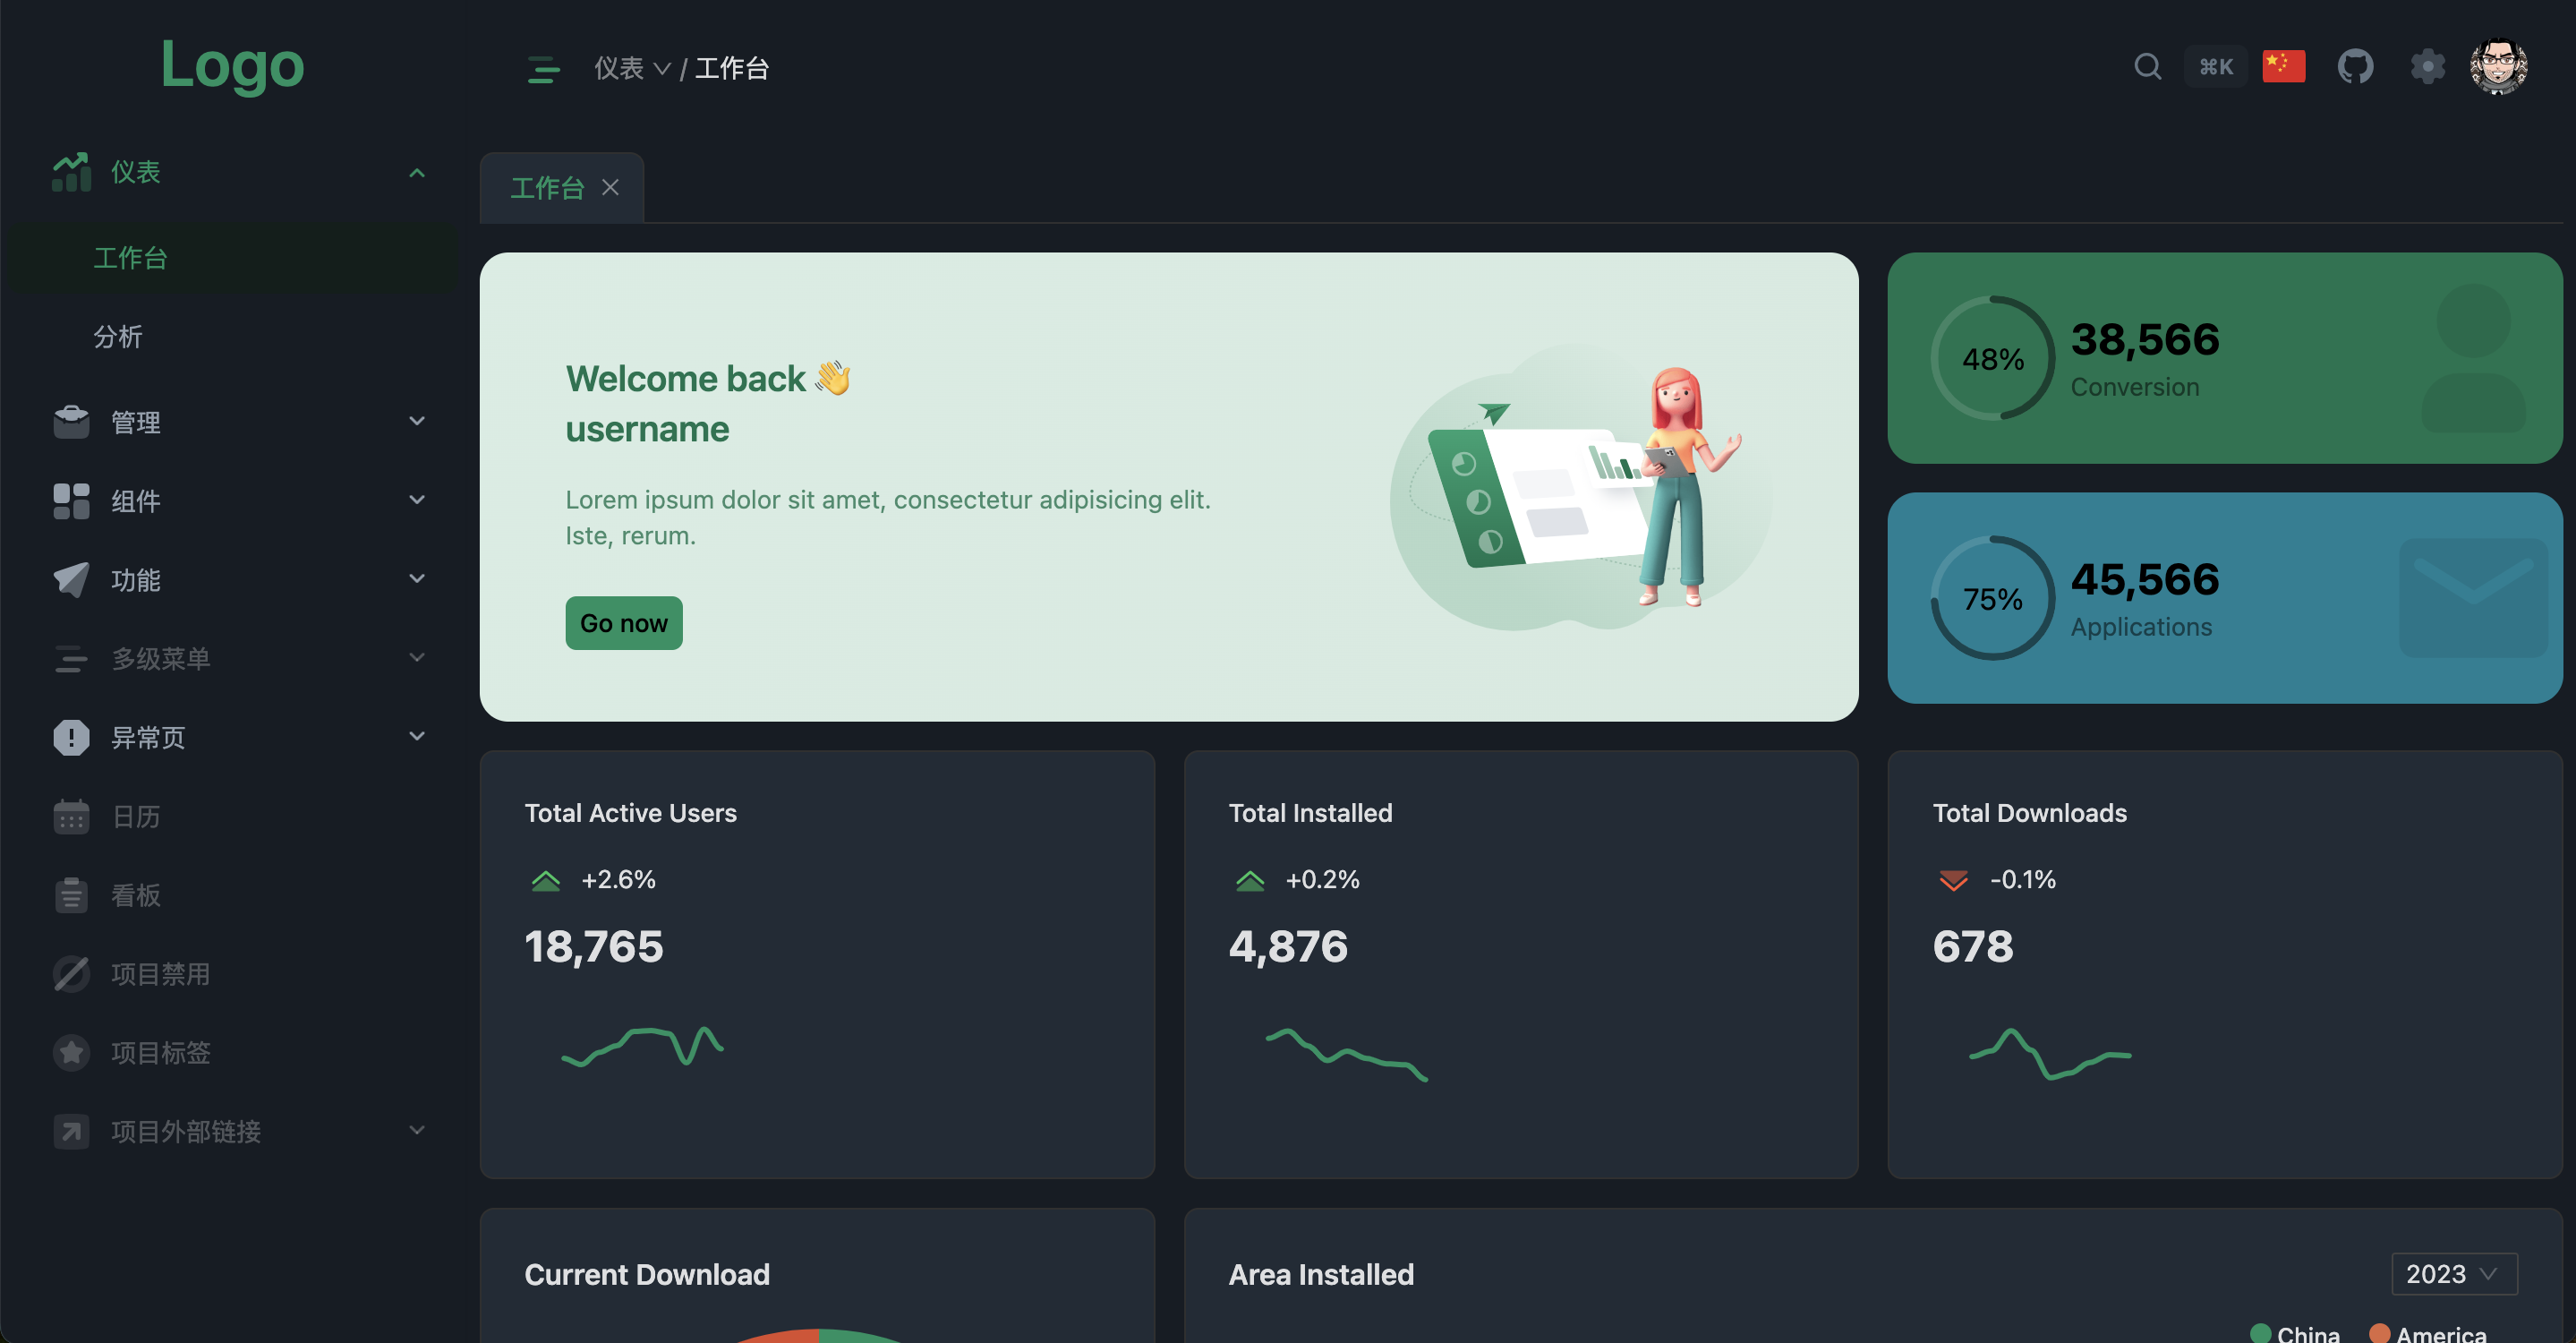 Logo
仪表 / 工作台
⌘K
仪表
工作台
分析
管理
组件
功能
多级菜单
异常页
日历
看板
项目禁用
项目标签
项目外部链接
工作台
Welcome back 👋
username
Lorem ipsum dolor sit amet, consectetur adipisicing elit.
Iste, rerum.
Go now
48%
38,566
Conversion
75%
45,566
Applications
Total Active Users
+2.6%
18,765
Total Installed
+0.2%
4,876
Total Downloads
-0.1%
678
Current Download
Area Installed
2023
China
America